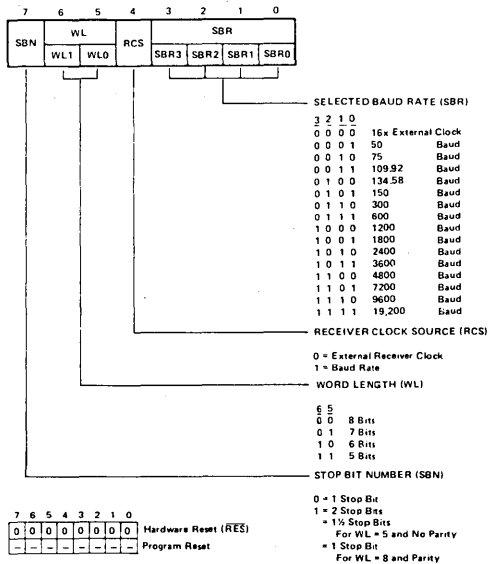 7 6 5 4 3 2 1 0
SBN WL RCS SBR
WL1 WL0 SBR3 SBR2 SBR1 SBR0
SELECTED BAUD RATE (SBR)
3 2 1 0
0 0 0 0 16x External Clock
0 0 0 1 50 Baud
0 0 1 0 75 Baud
0 0 1 1 109.92 Baud
0 1 0 0 134.58 Baud
0 1 0 1 150 Baud
0 1 1 0 300 Baud
0 1 1 1 600 Baud
1 0 0 0 1200 Baud
1 0 0 1 1800 Baud
1 0 1 0 2400 Baud
1 0 1 1 3600 Baud
1 1 0 0 4800 Baud
1 1 0 1 7200 Baud
1 1 1 0 9600 Baud
1 1 1 1 19,200 Baud
RECEIVER CLOCK SOURCE (RCS)
0 = External Receiver Clock
1 = Baud Rate
WORD LENGTH (WL)
6 5
0 0 8 Bits
0 1 7 Bits
1 0 6 Bits
1 1 5 Bits
STOP BIT NUMBER (SBN)
0 = 1 Stop Bit
1 = 2 Stop Bits
= 1½ Stop Bits
For WL = 5 and No Parity
= 1 Stop Bit
For WL = 8 and Parity
7 6 5 4 3 2 1 0
0 0 0 0 0 0 0 0 Hardware Reset (RES)
– – – – – – – – Program Reset